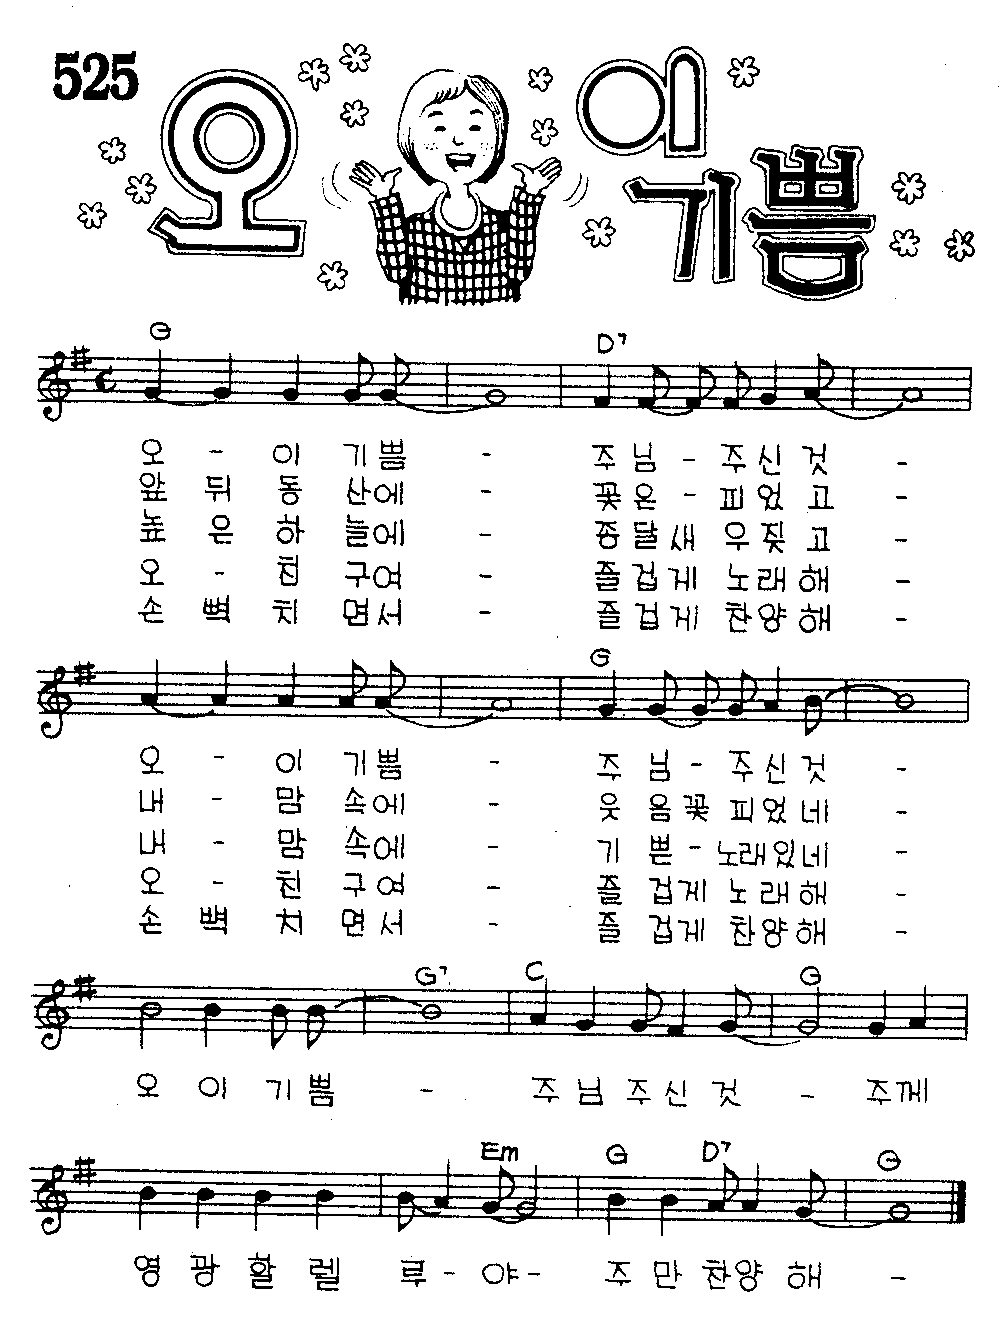 525
오 이 기쁨
G D7
오 - 이 기쁨 - 주님 - 주신 것 -
앞 뒤 동 산에 - 꽃은 - 피었고 -
높은 하늘에 - 종달새 우짖고 -
오 - 친구여 - 즐겁게 노래해 -
손뼉 치면서 - 즐겁게 찬양해 -
G
오 - 이 기쁨 - 주님 - 주신 것 -
내 - 맘 속에 - 웃음꽃 피었네 -
내 - 맘 속에 - 기쁜 - 노래있네 -
오 - 친구여 - 즐겁게 노래해 -
손벽 치면서 - 즐겁게 찬양해 -
G7 C G
오 이 기쁨 - 주님 주신 것 - 주께
Em G D7 G
영광 할렐루 - 야 - 주만 찬양해 -